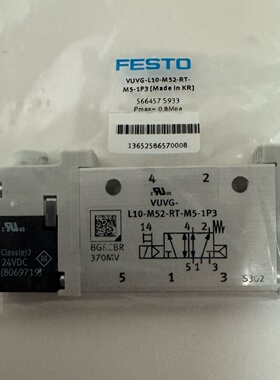 FESTO
VUVG-L10-M52-RT-
M5-1P3 [Made in KR]
566457 S933
Pmax= 0.8Mpa
13652586570008
4 2
VUVG-
L10-M52-RT-M5-1P3
14
4 2
5 1 3
BGRCBR
370MV
Class(e)2
24VDC
(8069719)
5 1 3
S302